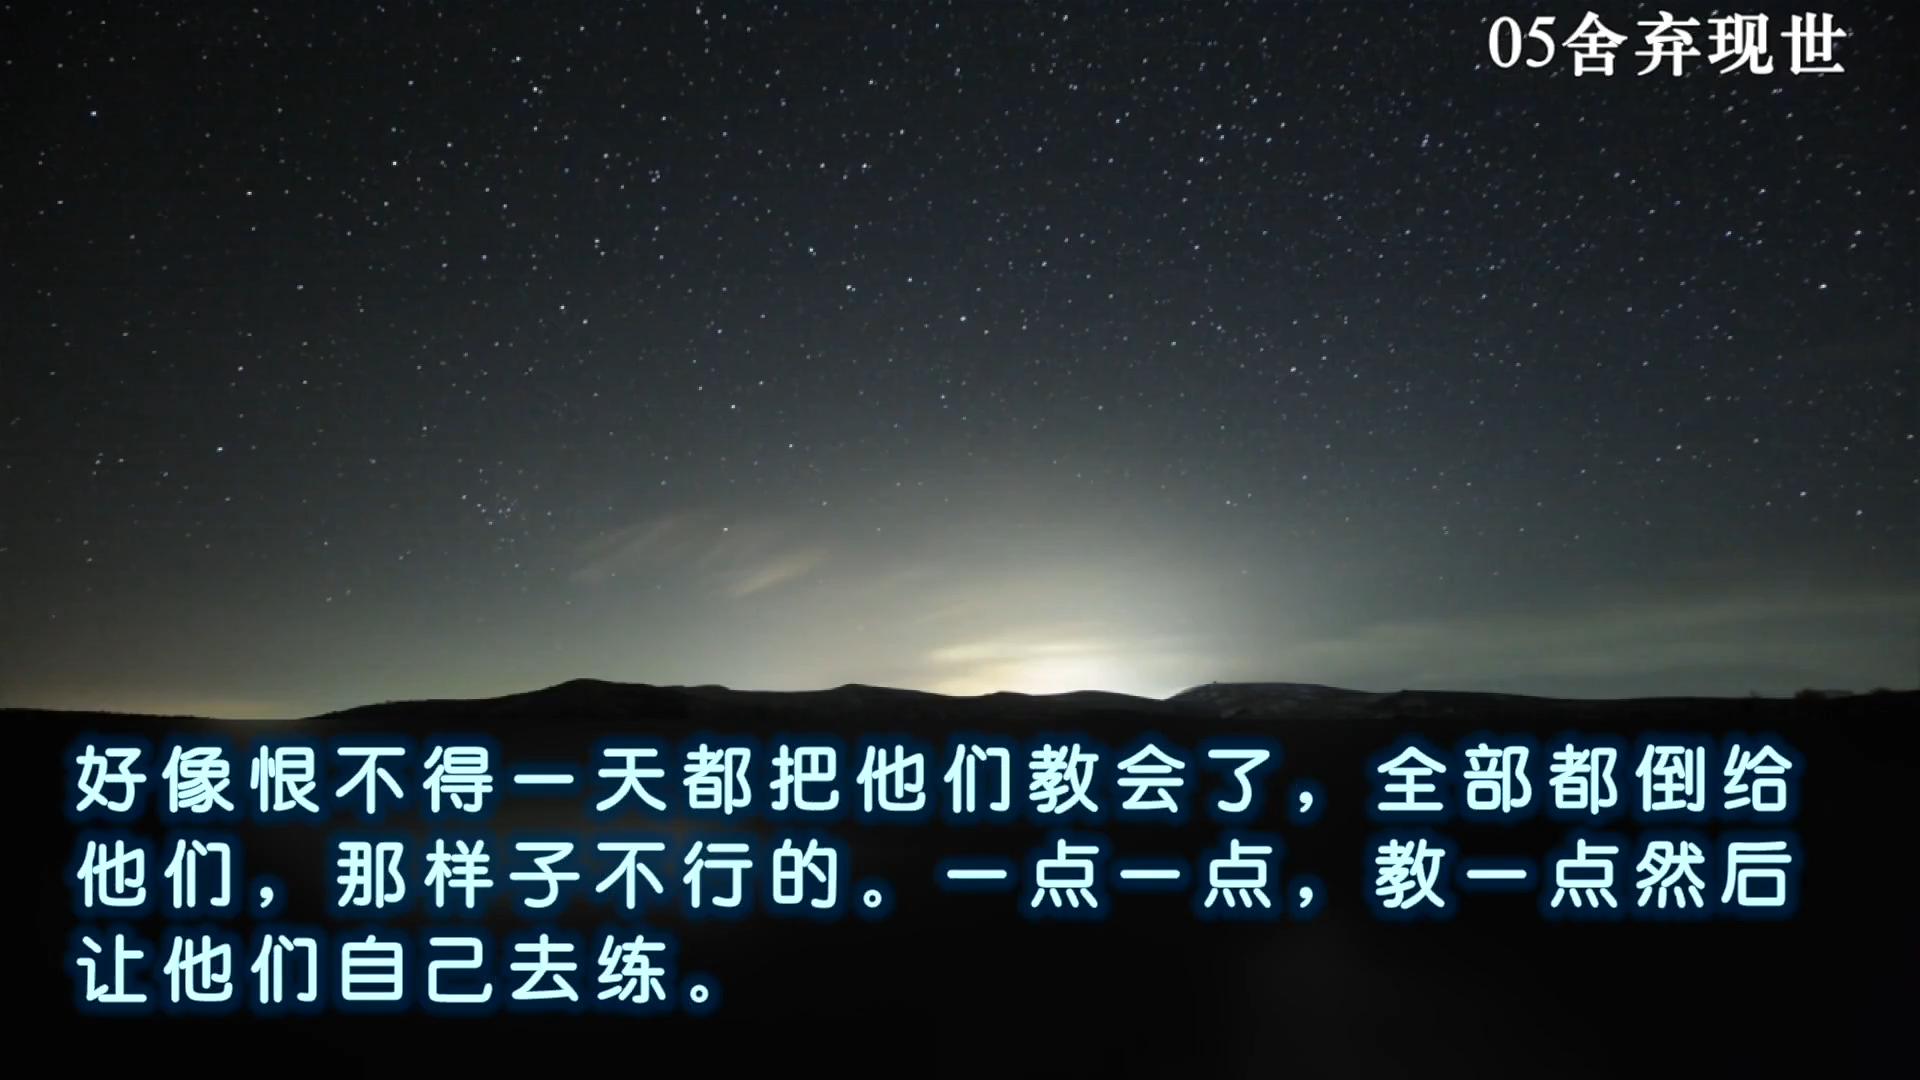 05舍弃现世
好像恨不得一天都把他们教会了，全部都倒给
他们，那样子不行的。一点一点，教一点然后
让他们自己去练。